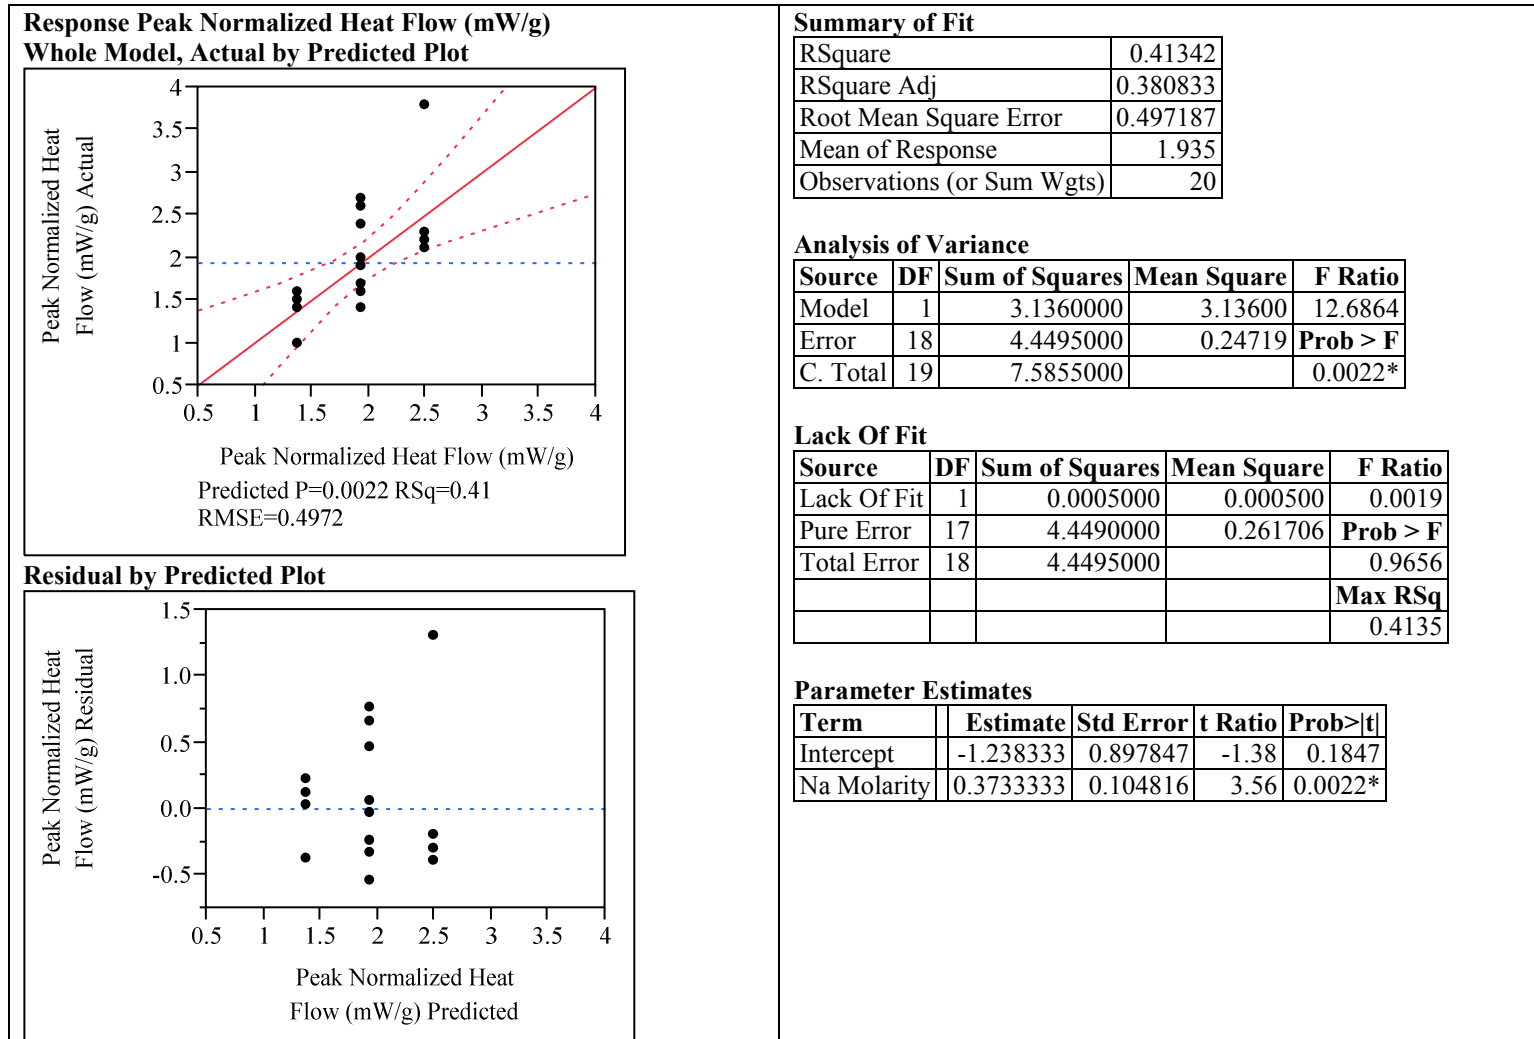 Response Peak Normalized Heat Flow (mW/g)
Whole Model, Actual by Predicted Plot
Peak Normalized Heat
Flow (mW/g) Actual
4
3.5
3
2.5
2
1.5
1
0.5
0.5 1 1.5 2 2.5 3 3.5 4
Peak Normalized Heat Flow (mW/g)
Predicted P=0.0022 RSq=0.41
RMSE=0.4972
Residual by Predicted Plot
Peak Normalized Heat
Flow (mW/g) Residual
1.5
1.0
0.5
0.0
-0.5
0.5 1 1.5 2 2.5 3 3.5 4
Peak Normalized Heat
Flow (mW/g) Predicted
Summary of Fit
RSquare 0.41342
RSquare Adj 0.380833
Root Mean Square Error 0.497187
Mean of Response 1.935
Observations (or Sum Wgts) 20
Analysis of Variance
Source DF Sum of Squares Mean Square F Ratio
Model 1 3.1360000 3.13600 12.6864
Error 18 4.4495000 0.24719 Prob > F
C. Total 19 7.5855000 0.0022*
Lack Of Fit
Source DF Sum of Squares Mean Square F Ratio
Lack Of Fit 1 0.0005000 0.000500 0.0019
Pure Error 17 4.4490000 0.261706 Prob > F
Total Error 18 4.4495000 0.9656
Max RSq
0.4135
Parameter Estimates
Term Estimate Std Error t Ratio Prob>|t|
Intercept -1.238333 0.897847 -1.38 0.1847
Na Molarity 0.3733333 0.104816 3.56 0.0022*